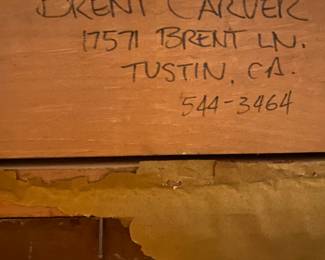 BRENT CARVER
17571 BRENT LN.
TUSTIN, CA.
544-3464